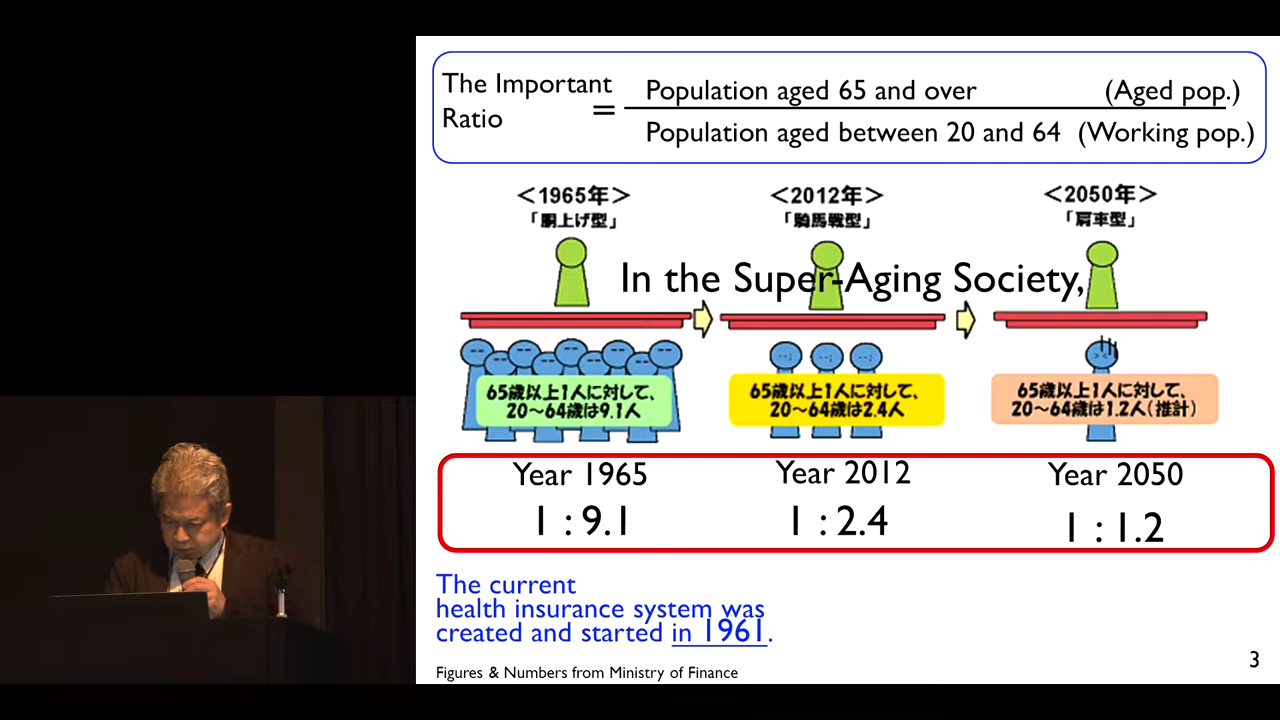 The Important
Ratio
=
Population aged 65 and over (Aged pop.)
Population aged between 20 and 64 (Working pop.)
<1965年>
「胴上げ型」
<2012年>
「騎馬戦型」
<2050年>
「肩車型」
In the Super-Aging Society,
65歳以上1人に対して、
20〜64歳は9.1人
65歳以上1人に対して、
20〜64歳は2.4人
65歳以上1人に対して、
20〜64歳は1.2人(推計)
Year 1965
1 : 9.1
Year 2012
1 : 2.4
Year 2050
1 : 1.2
The current
health insurance system was
created and started in 1961.
Figures & Numbers from Ministry of Finance
3